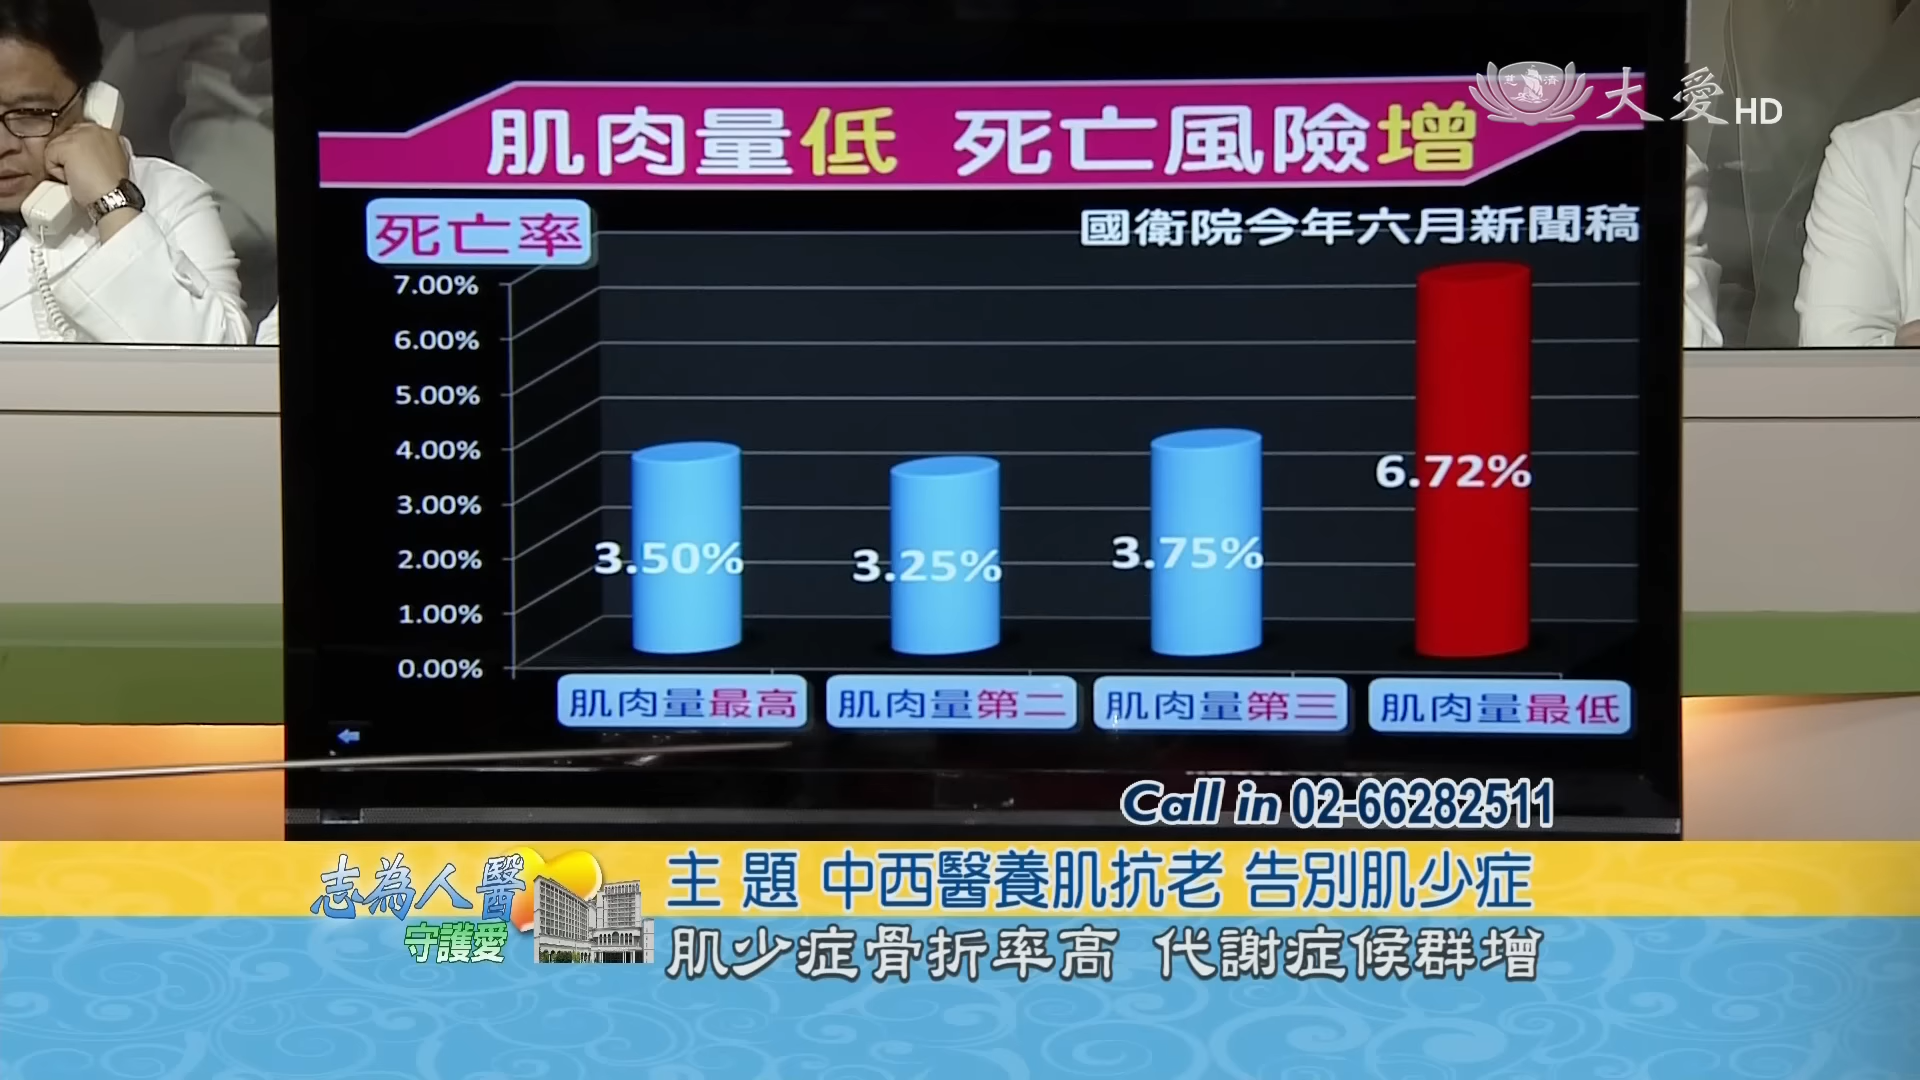 大愛HD
肌肉量低 死亡風險增
死亡率
國衛院今年六月新聞稿
7.00%
6.00%
5.00%
4.00%
3.00%
2.00%
1.00%
0.00%
3.50%
3.25%
3.75%
6.72%
肌肉量最高
肌肉量第二
肌肉量第三
肌肉量最低
Call in 02-66282511
志為人醫
守護愛
主題 中西醫養肌抗老 告別肌少症
肌少症骨折率高 代謝症候群增